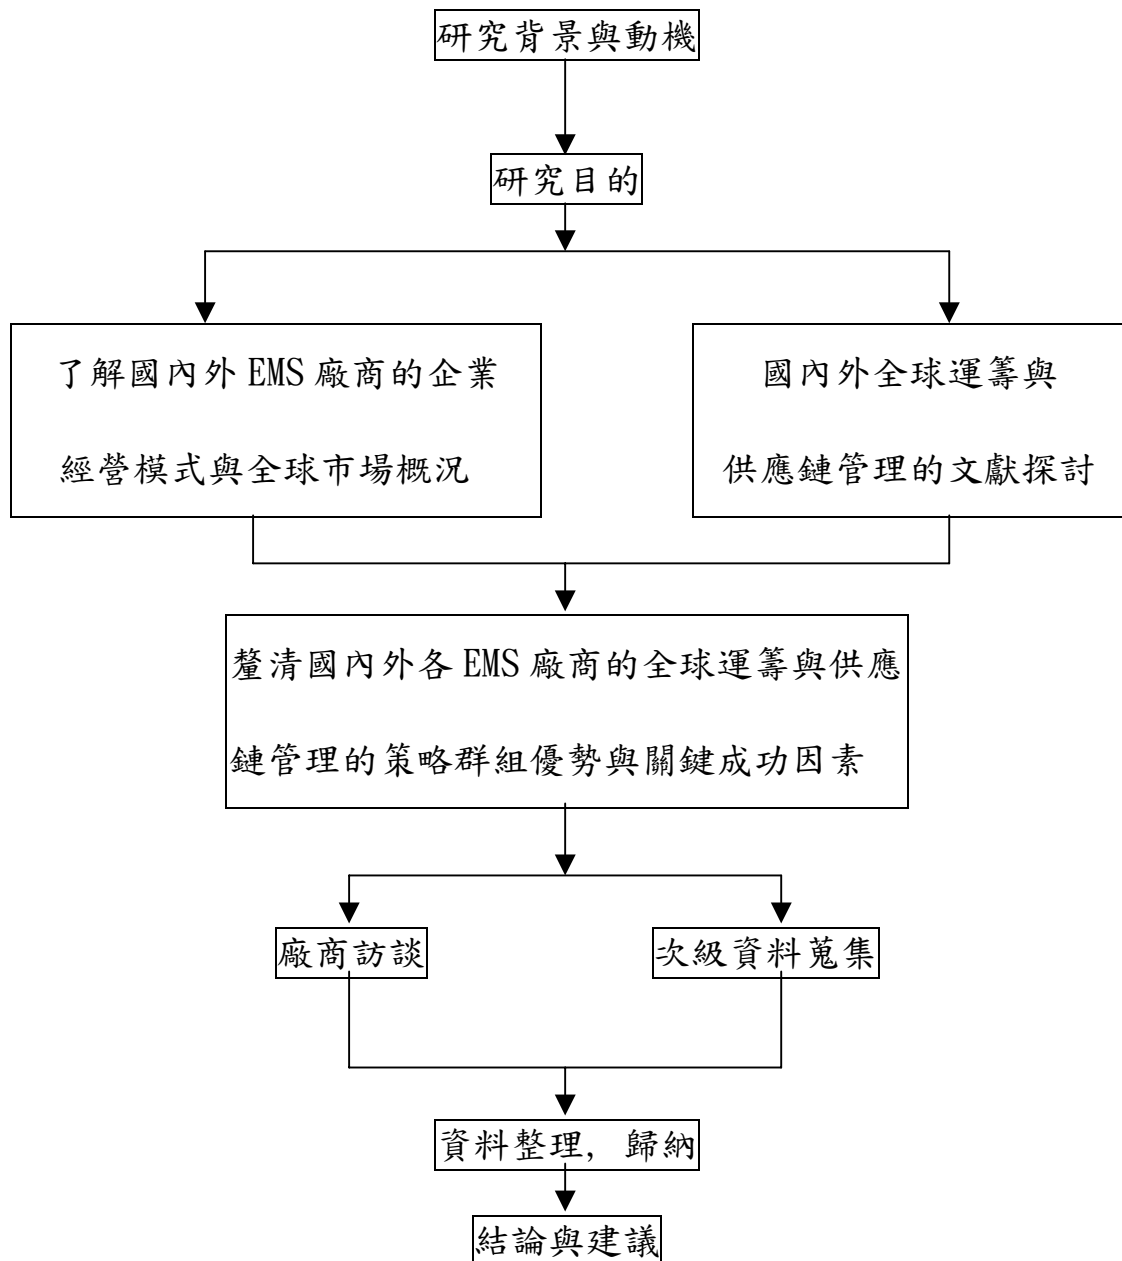 研究背景與動機
研究目的
了解國內外 EMS 廠商的企業
經營模式與全球市場概況
國內外全球運籌與
供應鏈管理的文獻探討
釐清國內外各 EMS 廠商的全球運籌與供應
鏈管理的策略群組優勢與關鍵成功因素
廠商訪談
次級資料蒐集
資料整理, 歸納
結論與建議